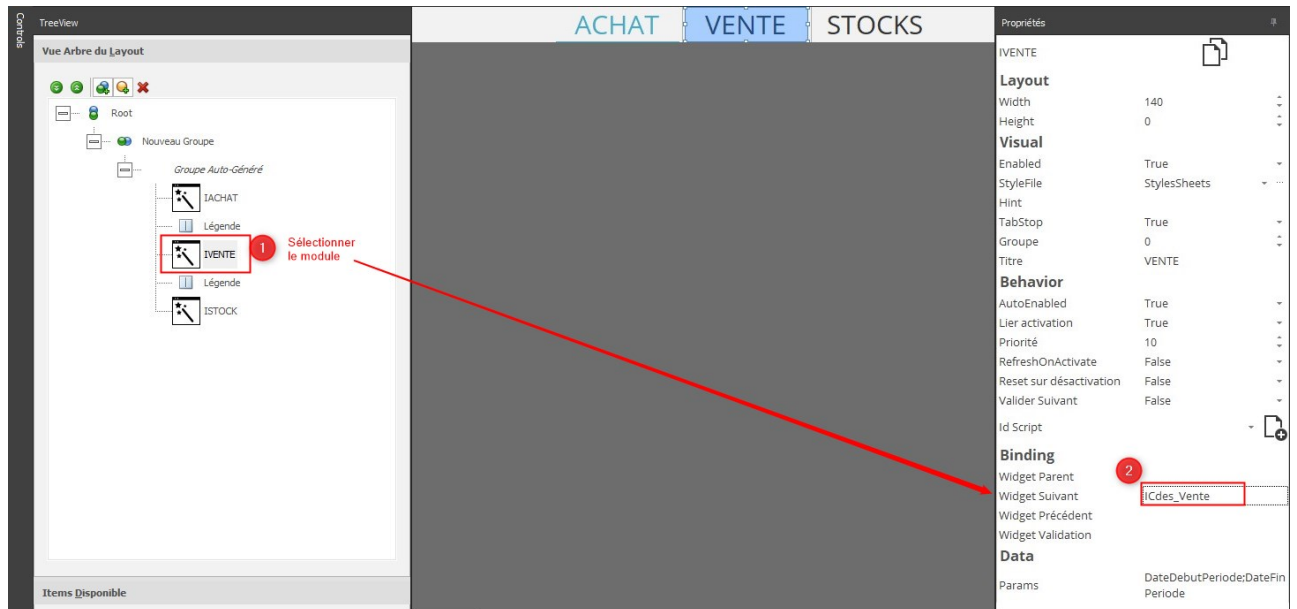 Controls
TreeView
Vue Arbre du Layout
Root
Nouveau Groupe
Groupe Auto-Généré
IACHAT
Légende
IVENTE
1
Sélectionner
le module
Légende
ISTOCK
Items Disponible
ACHAT VENTE STOCKS
Propriétés
IVENTE
Layout
Width 140
Height 0
Visual
Enabled True
StyleFile StylesSheets ...
Hint
TabStop True
Groupe 0
Titre VENTE
Behavior
AutoEnabled True
Lier activation True
Priorité 10
RefreshOnActivate False
Reset sur désactivation False
Valider Suivant False
Id Script
Binding
Widget Parent 2
Widget Suivant ICdes_Vente
Widget Précédent
Widget Validation
Data
Params DateDebutPeriode;DateFin
Periode